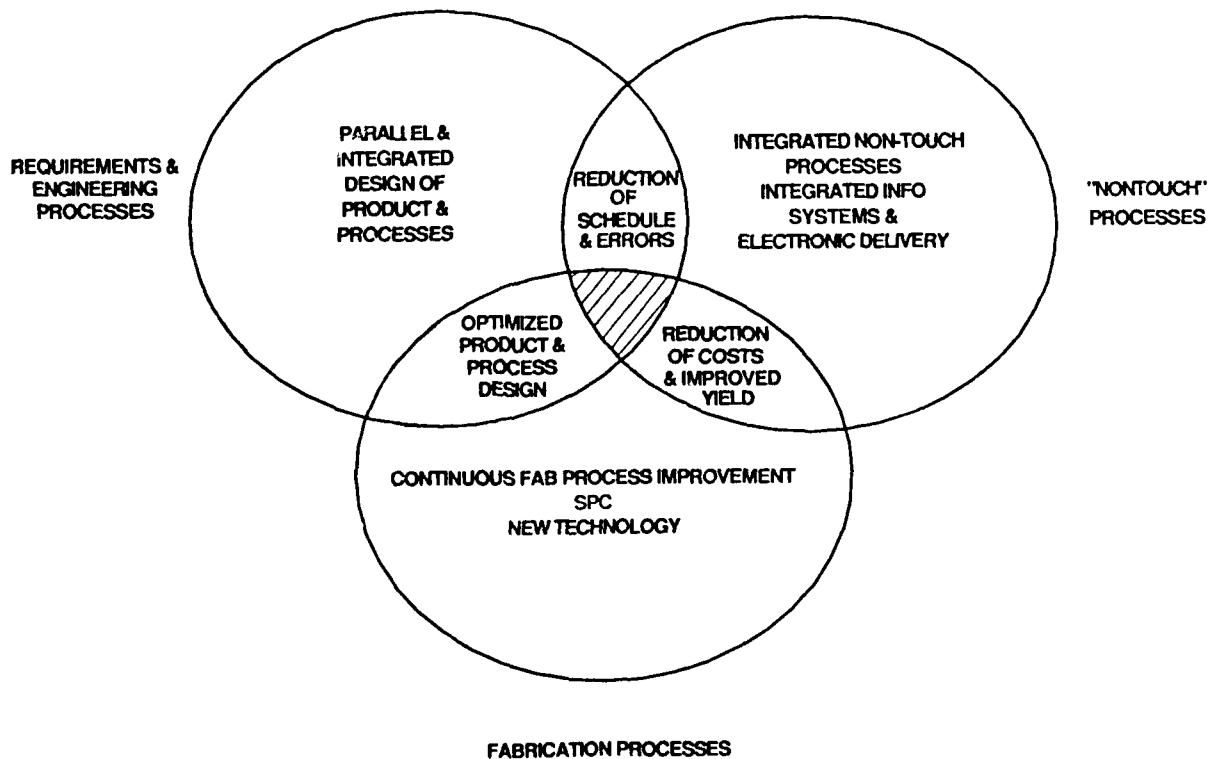 REQUIREMENTS &
ENGINEERING
PROCESSES
PARALLEL &
INTEGRATED
DESIGN OF
PRODUCT &
PROCESSES
REDUCTION
OF
SCHEDULE
& ERRORS
INTEGRATED NON-TOUCH
PROCESSES
INTEGRATED INFO
SYSTEMS &
ELECTRONIC DELIVERY
"NONTOUCH"
PROCESSES
OPTIMIZED
PRODUCT &
PROCESS
DESIGN
REDUCTION
OF COSTS
& IMPROVED
YIELD
CONTINUOUS FAB PROCESS IMPROVEMENT
SPC
NEW TECHNOLOGY
FABRICATION PROCESSES